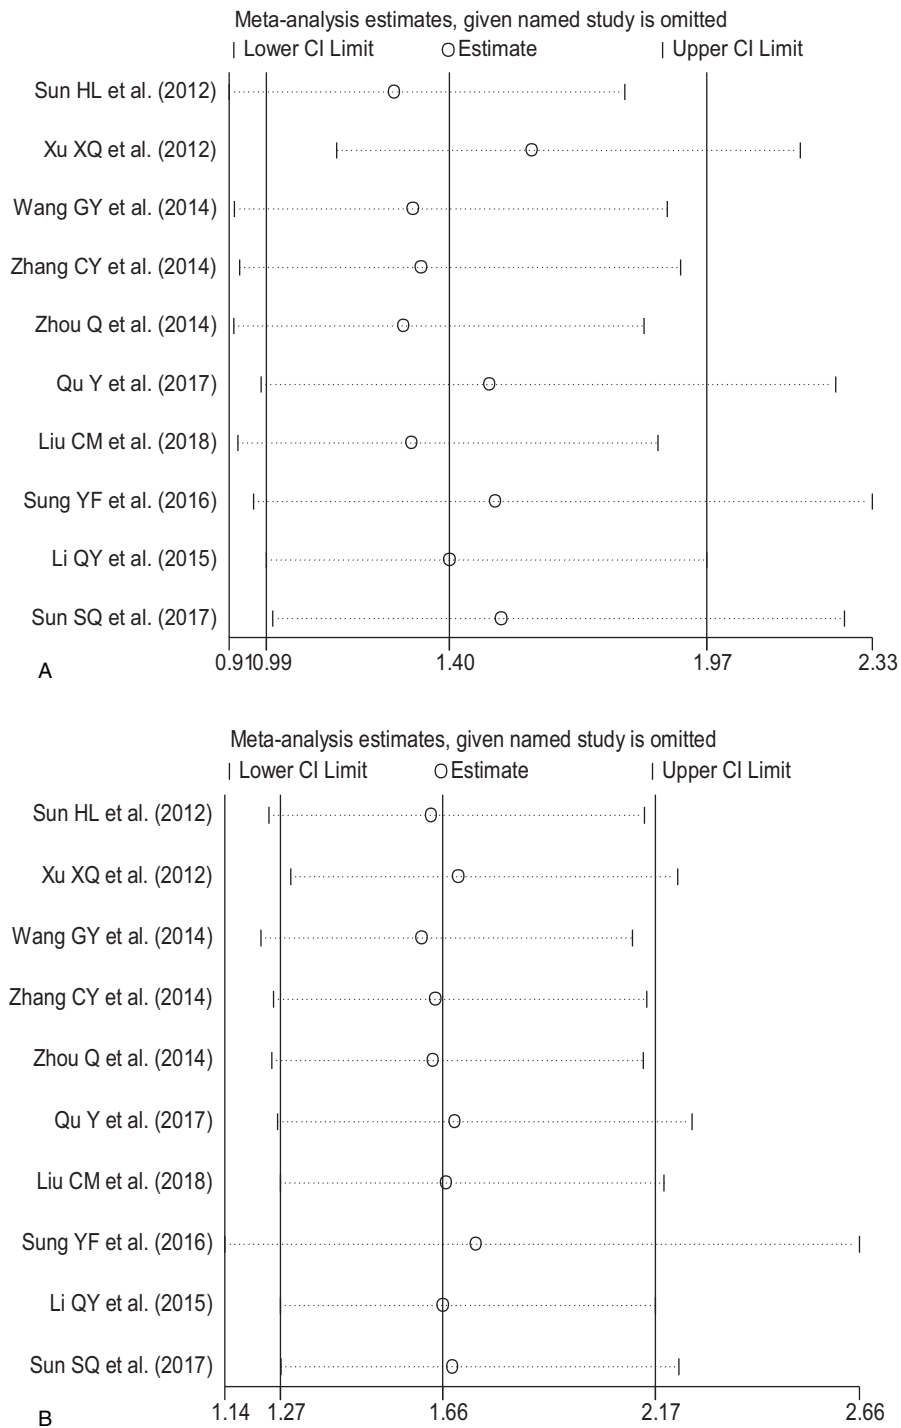 Meta-analysis estimates, given named study is omitted
| Lower CI Limit O Estimate | Upper CI Limit
Sun HL et al. (2012)
Xu XQ et al. (2012)
Wang GY et al. (2014)
Zhang CY et al. (2014)
Zhou Q et al. (2014)
Qu Y et al. (2017)
Liu CM et al. (2018)
Sung YF et al. (2016)
Li QY et al. (2015)
Sun SQ et al. (2017)
0.91 0.99 1.40 1.97 2.33
A
Meta-analysis estimates, given named study is omitted
| Lower CI Limit O Estimate | Upper CI Limit
Sun HL et al. (2012)
Xu XQ et al. (2012)
Wang GY et al. (2014)
Zhang CY et al. (2014)
Zhou Q et al. (2014)
Qu Y et al. (2017)
Liu CM et al. (2018)
Sung YF et al. (2016)
Li QY et al. (2015)
Sun SQ et al. (2017)
1.14 1.27 1.66 2.17 2.66
B